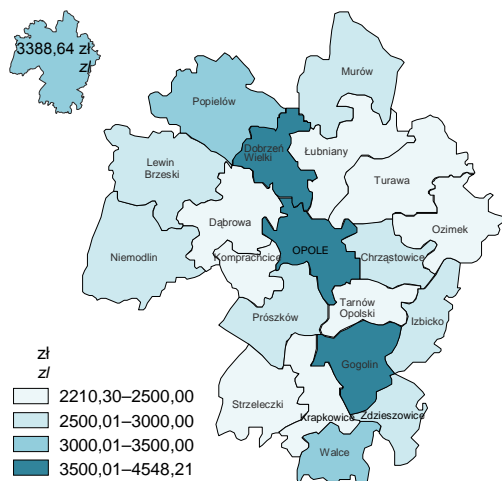 3388,64 zł
zl
Murów
Popielów
Dobrzeń
Wielki
Łubniany
Lewin
Brzeski
Turawa
Dąbrowa
Ozimek
Niemodlin
Komprachcice
OPOLE
Chrząstowice
Tarnów
Opolski
Izbicko
Prószków
Gogolin
Strzeleczki
Krapkowice
Zdzieszowice
Walce
zł
zl
2210,30–2500,00
2500,01–3000,00
3000,01–3500,00
3500,01–4548,21